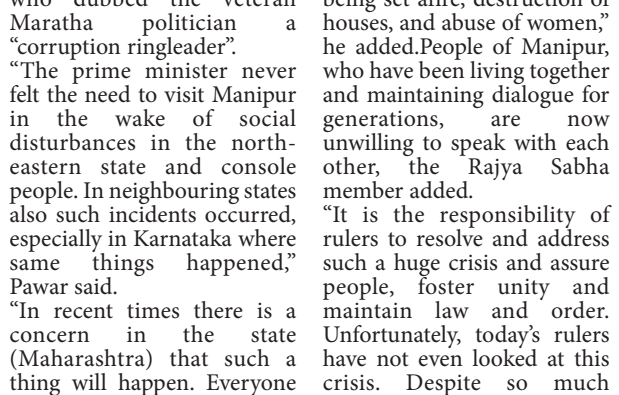 who dubbed the veteran
Maratha politician a
“corruption ringleader”.
“The prime minister never
felt the need to visit Manipur
in the wake of social
disturbances in the north-
eastern state and console
people. In neighbouring states
also such incidents occurred,
especially in Karnataka where
same things happened,”
Pawar said.
“In recent times there is a
concern in the state
(Maharashtra) that such a
thing will happen. Everyone
being set afire, destruction of
houses, and abuse of women,”
he added.People of Manipur,
who have been living together
and maintaining dialogue for
generations, are now
unwilling to speak with each
other, the Rajya Sabha
member added.
“It is the responsibility of
rulers to resolve and address
such a huge crisis and assure
people, foster unity and
maintain law and order.
Unfortunately, today’s rulers
have not even looked at this
crisis. Despite so much